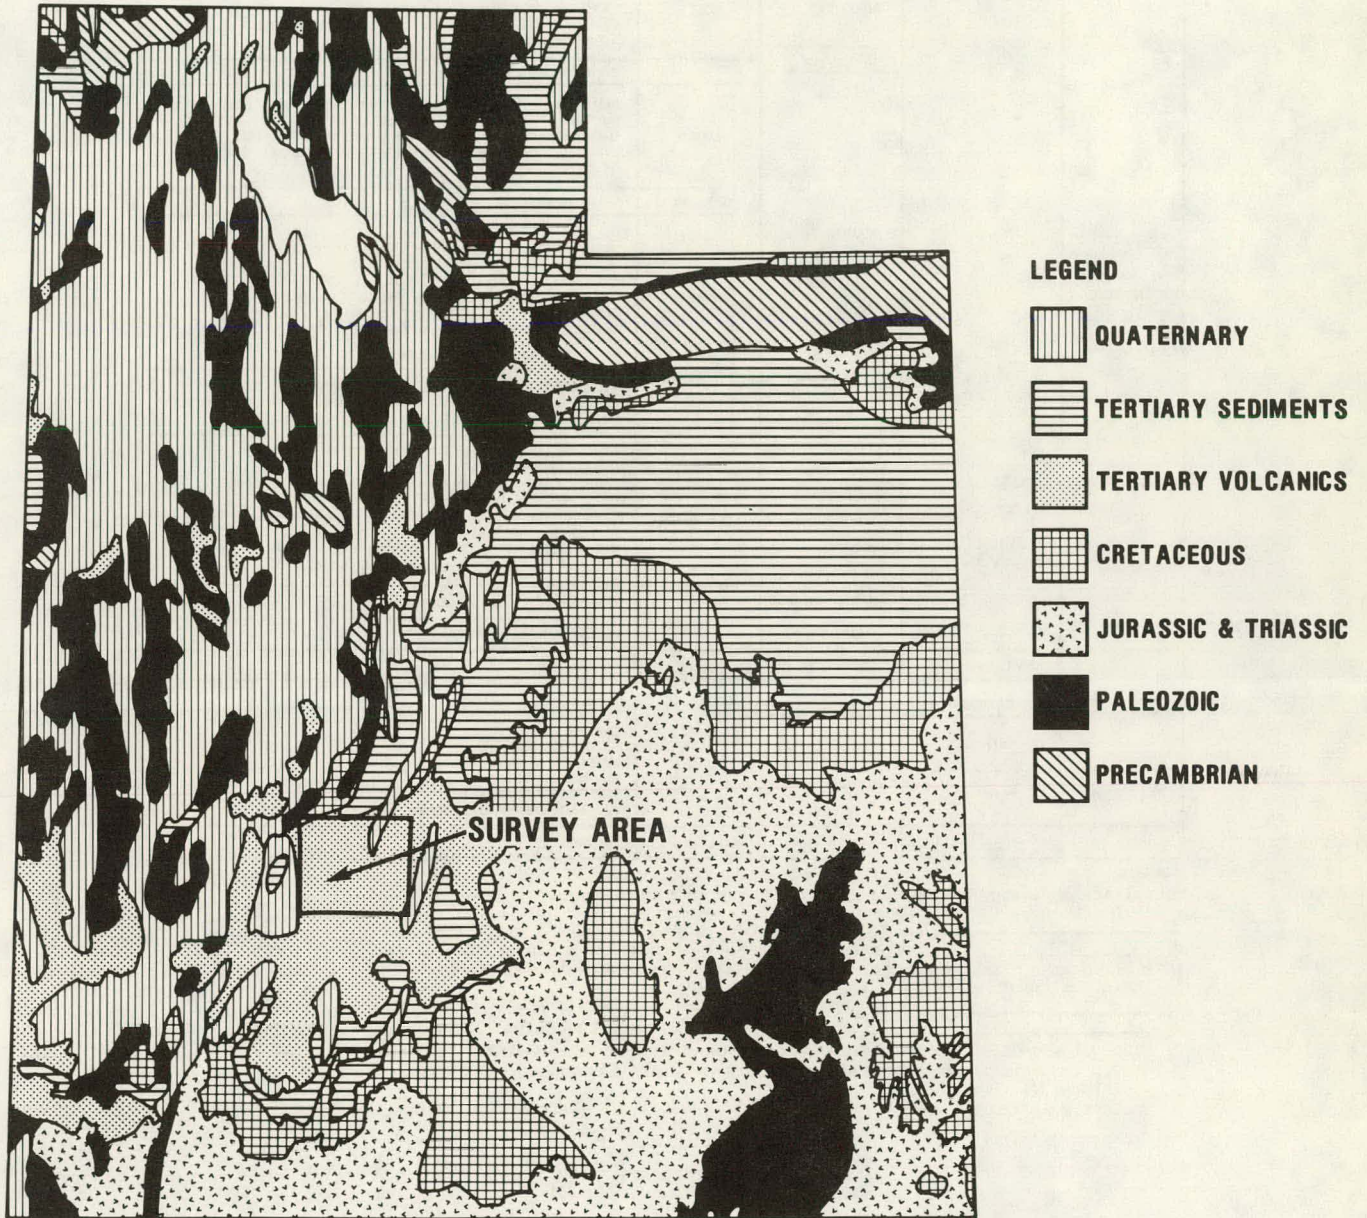 LEGEND
QUATERNARY
TERTIARY SEDIMENTS
TERTIARY VOLCANICS
CRETACEOUS
JURASSIC & TRIASSIC
PALEOZOIC
PRECAMBRIAN
SURVEY AREA